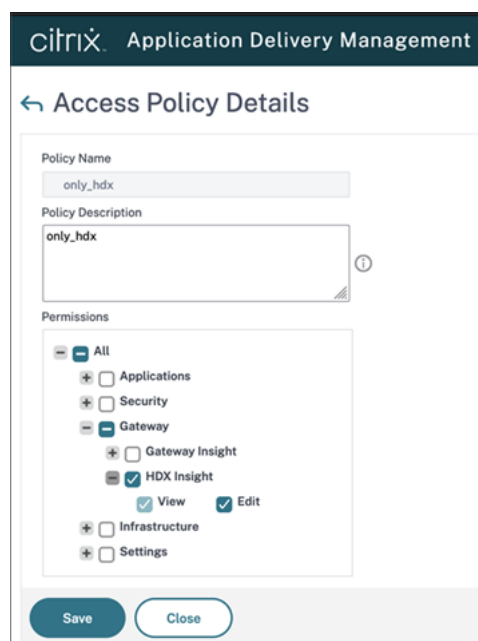 citrix. Application Delivery Management
Access Policy Details
Policy Name
only_hdx
Policy Description
only_hdx
Permissions
All
Applications
Security
Gateway
Gateway Insight
HDX Insight
View Edit
Infrastructure
Settings
Save Close